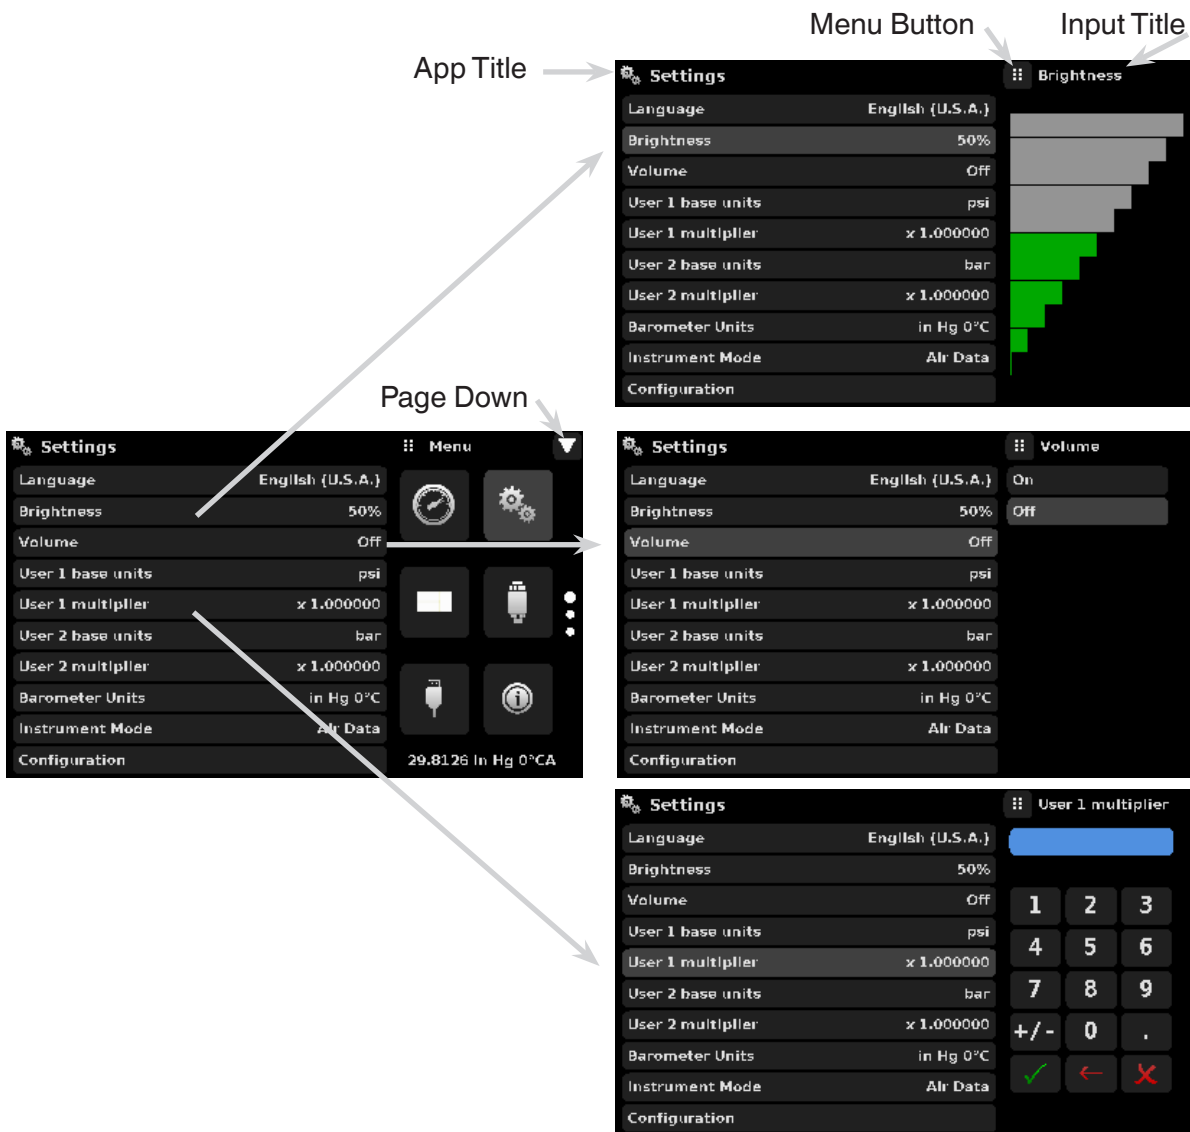 Menu Button
Input Title
App Title
Settings
Brightness
Language English (U.S.A.)
Brightness 50%
Volume Off
User 1 base units psi
User 1 multiplier x 1.000000
User 2 base units bar
User 2 multiplier x 1.000000
Barometer Units in Hg 0°C
Instrument Mode Air Data
Configuration
Page Down
Settings
Menu
Language English (U.S.A.)
Brightness 50%
Volume Off
User 1 base units psi
User 1 multiplier x 1.000000
User 2 base units bar
User 2 multiplier x 1.000000
Barometer Units in Hg 0°C
Instrument Mode Air Data
Configuration
29.8126 in Hg 0°CA
Settings
Volume
Language English (U.S.A.)
On
Brightness 50%
Off
Volume Off
User 1 base units psi
User 1 multiplier x 1.000000
User 2 base units bar
User 2 multiplier x 1.000000
Barometer Units in Hg 0°C
Instrument Mode Air Data
Configuration
Settings
User 1 multiplier
Language English (U.S.A.)
Brightness 50%
Volume Off
User 1 base units psi
User 1 multiplier x 1.000000
User 2 base units bar
User 2 multiplier x 1.000000
Barometer Units in Hg 0°C
Instrument Mode Air Data
Configuration
1 2 3
4 5 6
7 8 9
+/- 0 .